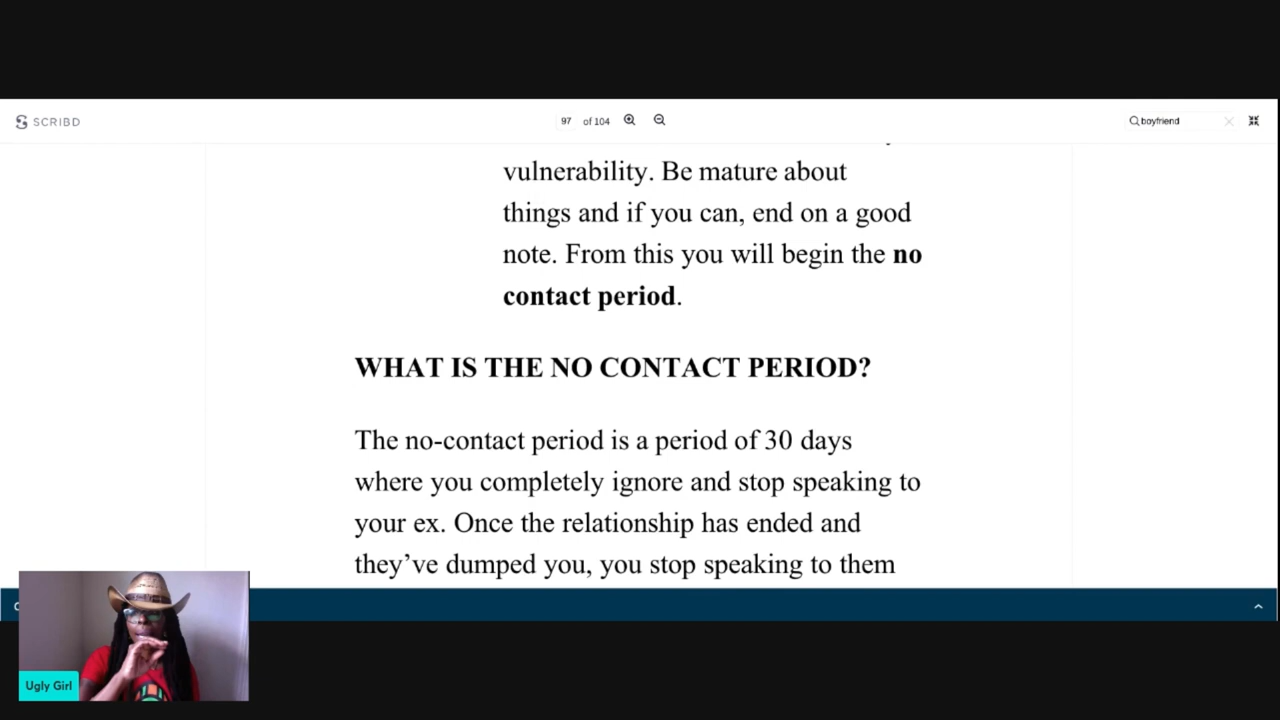 SCRIBD
97 of 104
boyfriend
vulnerability. Be mature about
things and if you can, end on a good
note. From this you will begin the no
contact period.
WHAT IS THE NO CONTACT PERIOD?
The no-contact period is a period of 30 days
where you completely ignore and stop speaking to
your ex. Once the relationship has ended and
they’ve dumped you, you stop speaking to them
Ugly Girl